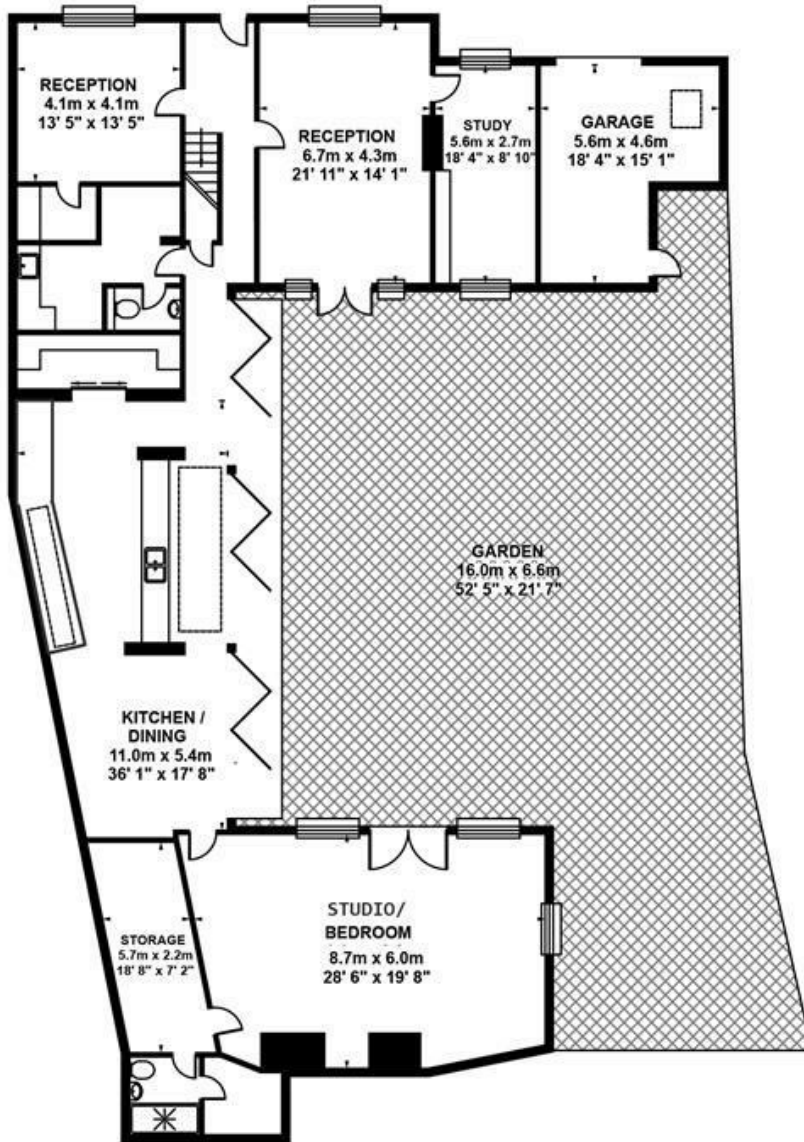 RECEPTION
4.1m x 4.1m
13' 5" x 13' 5"
RECEPTION
6.7m x 4.3m
21' 11" x 14' 1"
STUDY
5.6m x 2.7m
18' 4" x 8' 10"
GARAGE
5.6m x 4.6m
18' 4" x 15' 1"
GARDEN
16.0m x 6.6m
52' 5" x 21' 7"
KITCHEN /
DINING
11.0m x 5.4m
36' 1" x 17' 8"
STORAGE
5.7m x 2.2m
18' 8" x 7' 2"
STUDIO/
BEDROOM
8.7m x 6.0m
28' 6" x 19' 8"